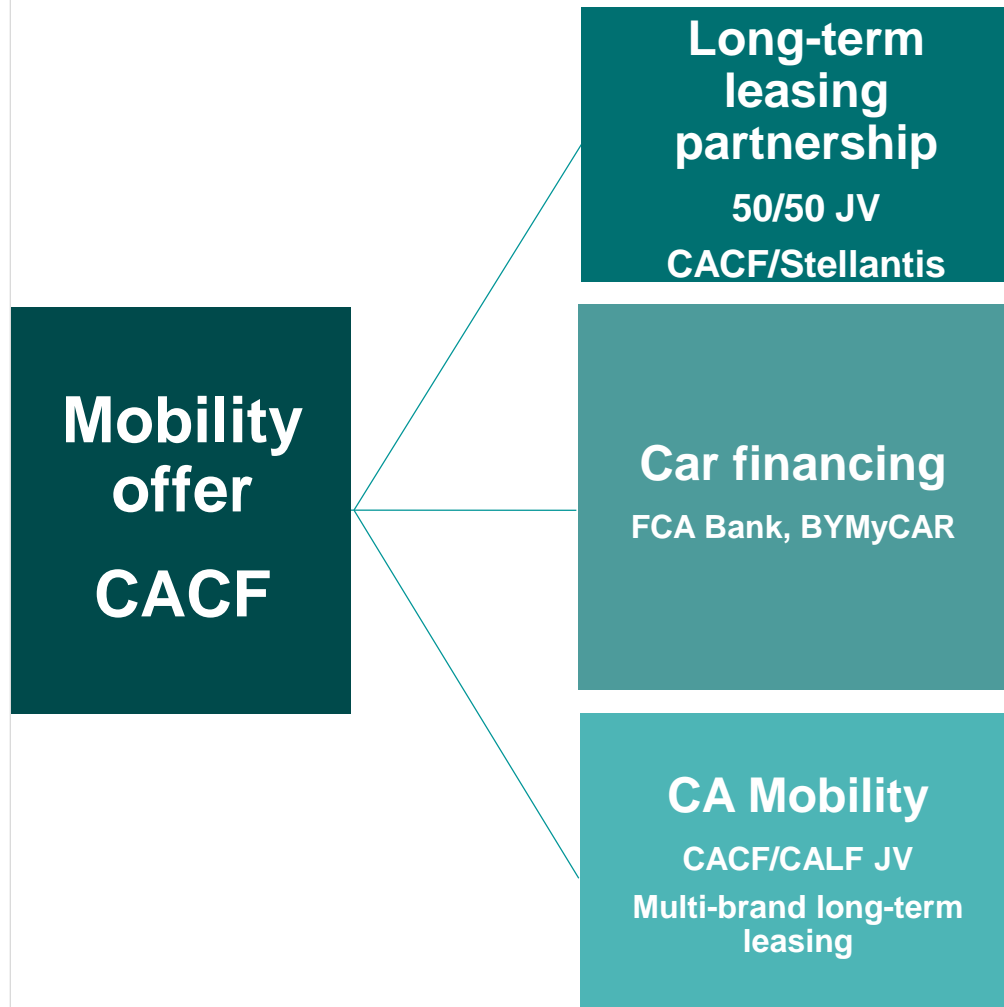 Long-term
leasing
partnership
50/50 JV
CACF/Stellantis
Mobility
offer
CACF
Car financing
FCA Bank, BYMyCAR
CA Mobility
CACF/CALF JV
Multi-brand long-term
leasing